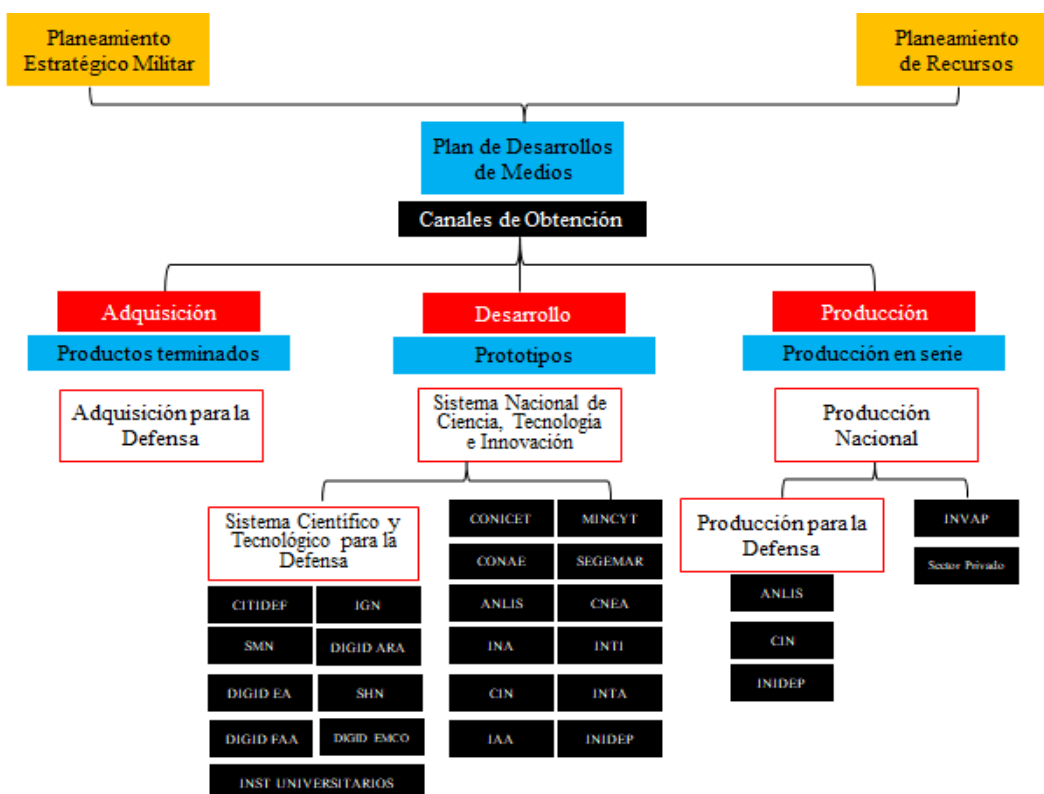 Planeamiento
Estratégico Militar
Planeamiento
de Recursos
Plan de Desarrollos
de Medios
Canales de Obtención
Adquisición
Productos terminados
Adquisición para la
Defensa
Desarrollo
Prototipos
Sistema Nacional de
Ciencia, Tecnología
e Innovación
Producción
Producción en serie
Producción
Nacional
Sistema Científico y
Tecnológico para la
Defensa
CITIDEF
IGN
SMN
DIGID ARA
DIGID EA
SHN
DIGID FAA
DIGID EMCO
INST UNIVERSITARIOS
CONICET
MINCYT
CONAE
SEGEMAR
ANLIS
CNEA
INA
INTI
CIN
INTA
IAA
INIDEP
Producción para la
Defensa
ANLIS
CIN
INIDEP
INVAP
Sector Privado